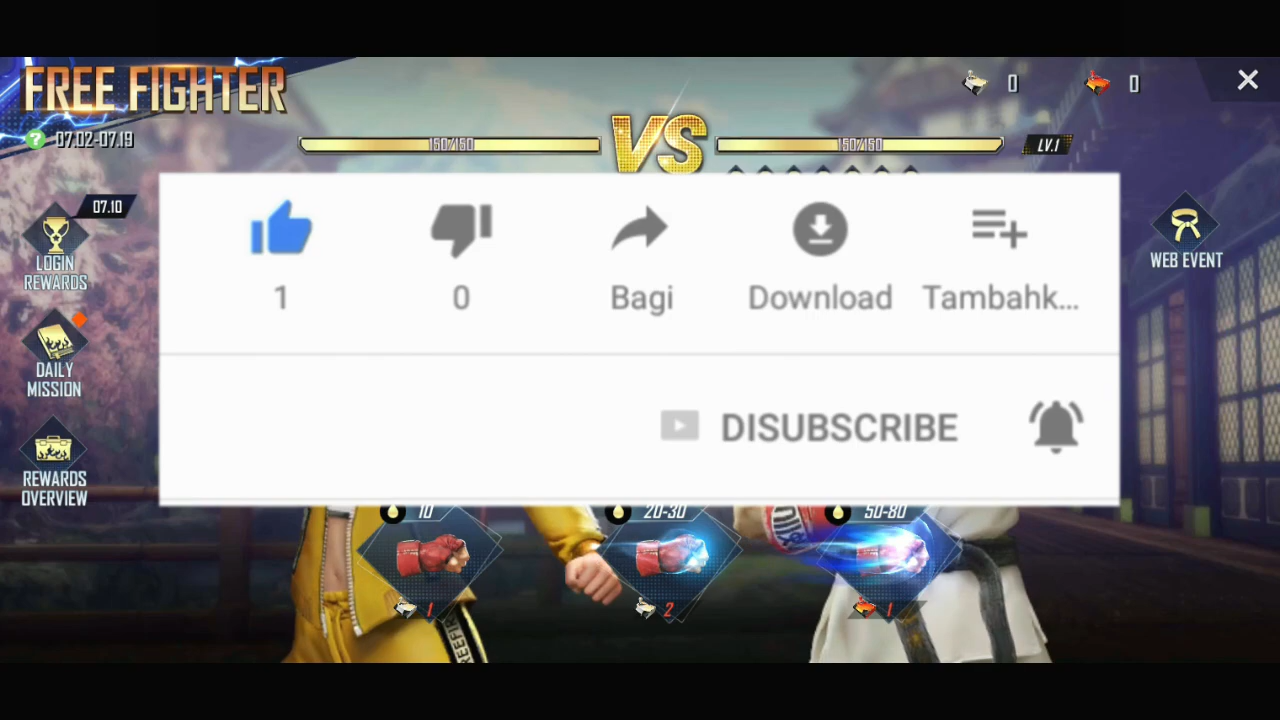 FREE FIGHTER
07.02-07.19
0
0
150/150
VS
150/150
LV.1
07.10
LOGIN
REWARDS
DAILY
MISSION
REWARDS
OVERVIEW
WEB EVENT
1
0
Bagi
Download
Tambahk...
DISUBSCRIBE
10
20-30
50-80
1
2
1